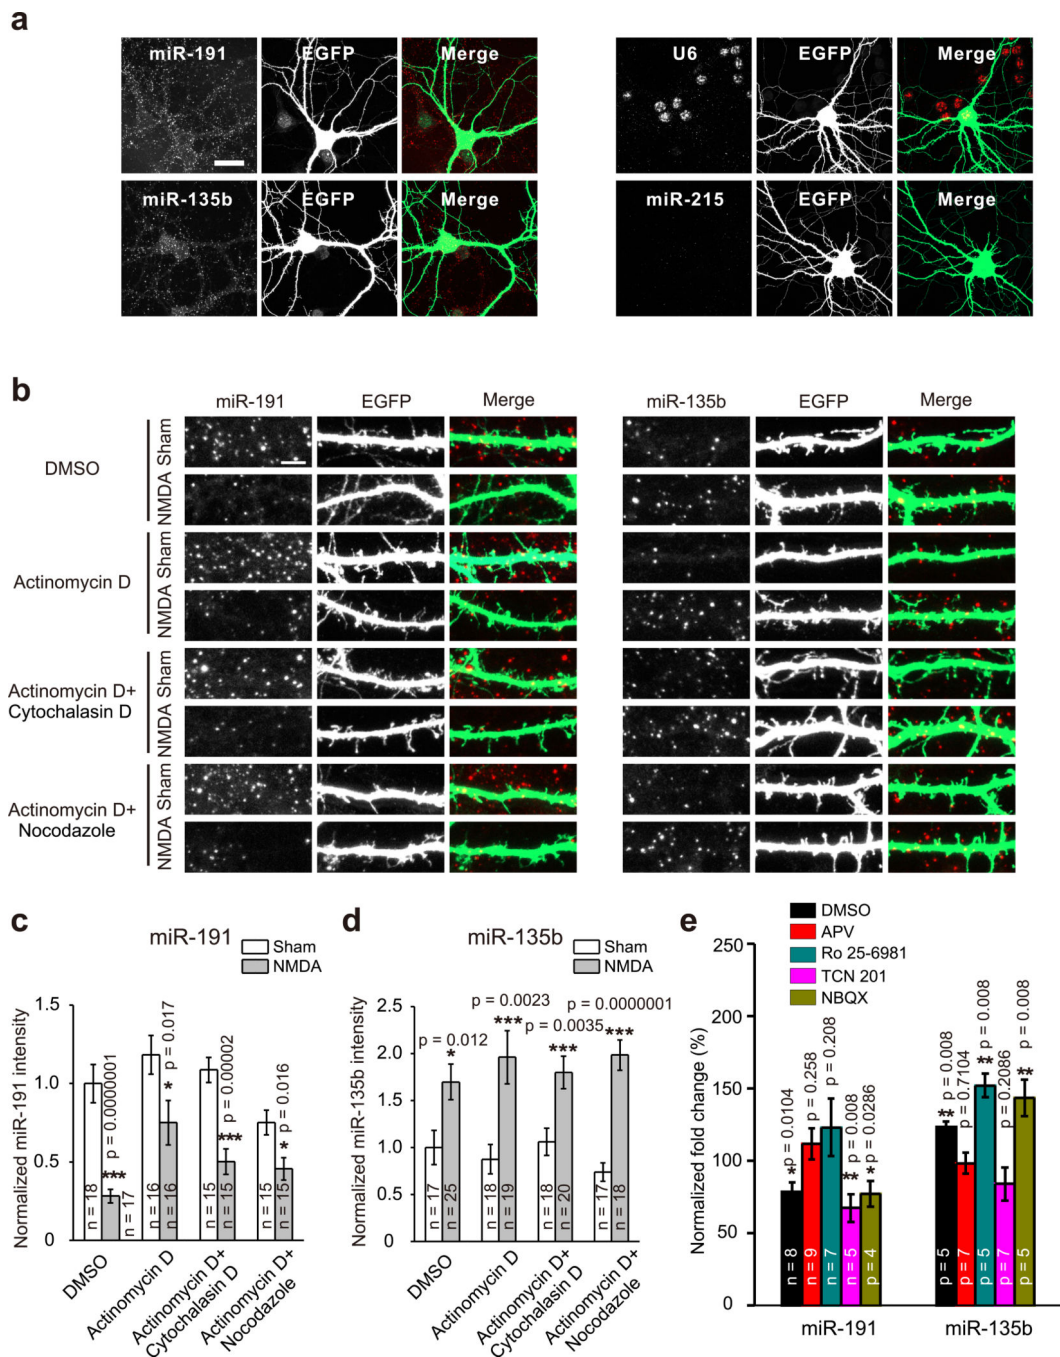 a
miR-191 EGFP Merge U6 EGFP Merge
miR-135b EGFP Merge miR-215 EGFP Merge
b
miR-191 EGFP Merge miR-135b EGFP Merge
DMSO
Sham
NMDA
Actinomycin D
Sham
NMDA
Actinomycin D+
Cytochalasin D
Sham
NMDA
Actinomycin D+
Nocodazole
Sham
NMDA
c
miR-191
Sham
NMDA
Normalized miR-191 intensity
1.5
1.0
0.5
0
n = 18
*** p = 0.0000001
n = 17
n = 16
* p = 0.017
n = 16
n = 15
*** p = 0.00002
n = 15
n = 15
* p = 0.016
n = 15
DMSO
Actinomycin D
Actinomycin D+
Cytochalasin D
Actinomycin D+
Nocodazole
d
miR-135b
Sham
NMDA
Normalized miR-135b intensity
2.5
2.0
1.5
1.0
0.5
0
p = 0.012
*
p = 0.0023
***
p = 0.0035
***
p = 0.0000001
***
n = 17
n = 25
n = 18
n = 19
n = 18
n = 20
n = 17
n = 18
DMSO
Actinomycin D
Actinomycin D+
Cytochalasin D
Actinomycin D+
Nocodazole
e
DMSO
APV
Ro 25-6981
TCN 201
NBQX
Normalized fold change (%)
250
200
150
100
50
0
* p = 0.0104
p = 0.258
p = 0.208
** p = 0.008
* p = 0.0286
** p = 0.008
p = 0.7104
** p = 0.008
p = 0.2086
** p = 0.008
n = 8
n = 9
n = 7
n = 5
p = 4
p = 5
p = 7
p = 5
p = 7
p = 5
miR-191
miR-135b